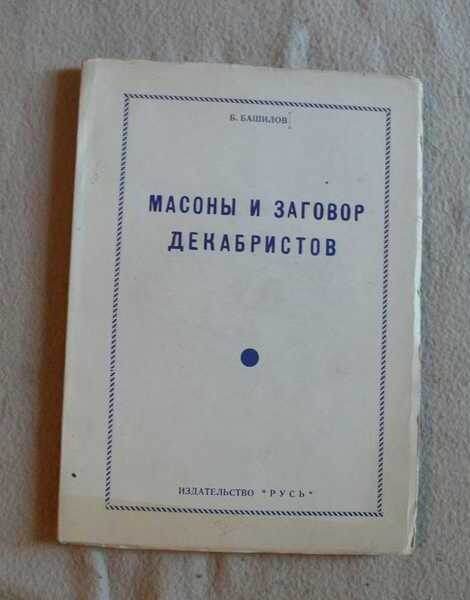 Б. БАШИЛОВ
МАСОНЫ И ЗАГОВОР
ДЕКАБРИСТОВ
ИЗДАТЕЛЬСТВО "РУСЬ"